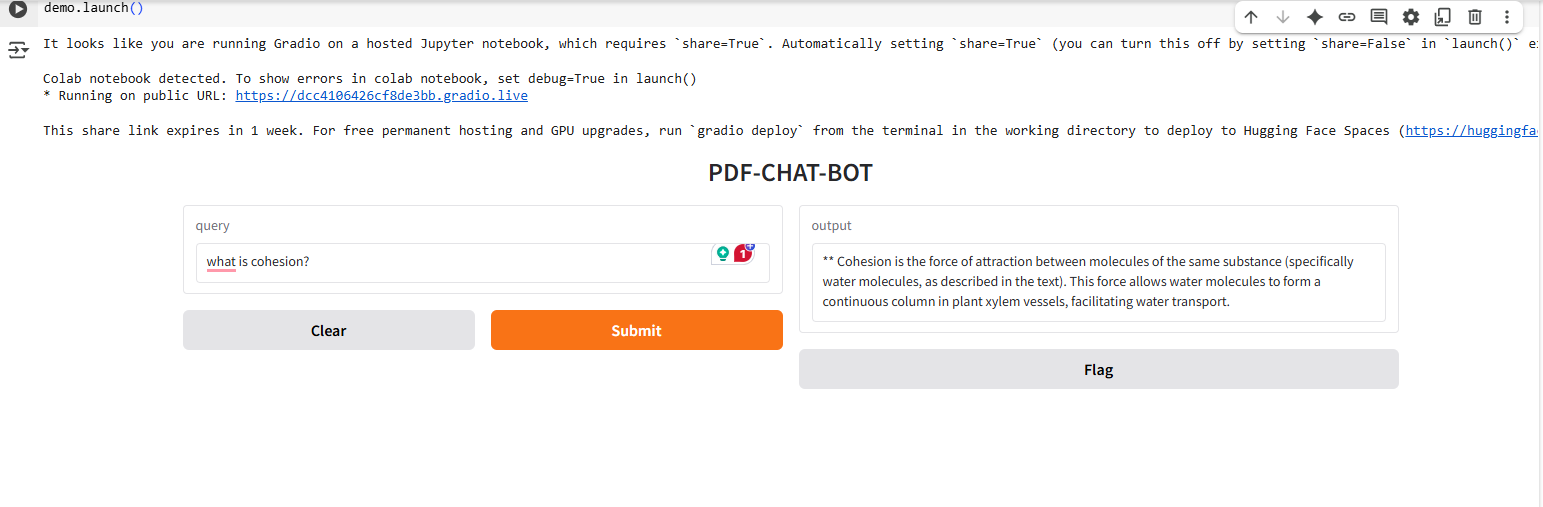 demo.launch()
It looks like you are running Gradio on a hosted Jupyter notebook, which requires `share=True`. Automatically setting `share=True` (you can turn this off by setting `share=False` in `launch()`
Colab notebook detected. To show errors in colab notebook, set debug=True in launch()
* Running on public URL: https://dcc4106426cf8de3bb.gradio.live
This share link expires in 1 week. For free permanent hosting and GPU upgrades, run `gradio deploy` from the terminal in the working directory to deploy to Hugging Face Spaces (https://huggingfa
PDF-CHAT-BOT
query
what is cohesion?
1
Clear
Submit
output
** Cohesion is the force of attraction between molecules of the same substance (specifically
water molecules, as described in the text). This force allows water molecules to form a
continuous column in plant xylem vessels, facilitating water transport.
Flag